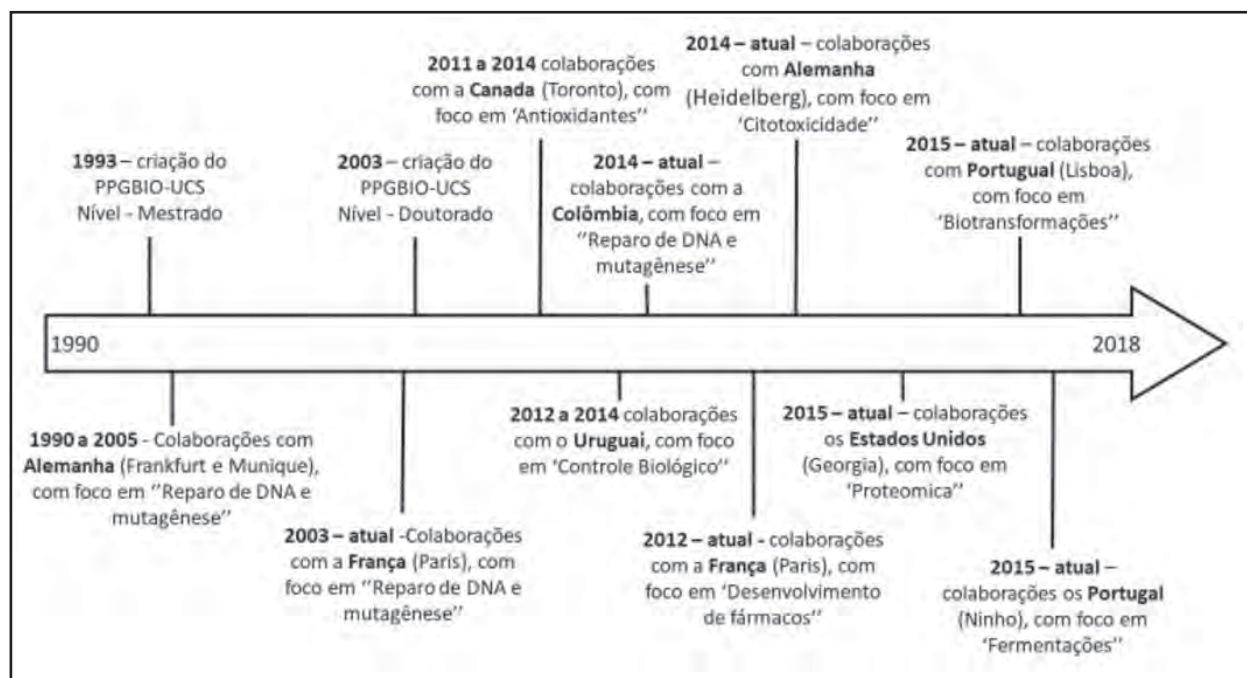 1993 – criação do
PPGBIO-UCS
Nível - Mestrado
2003 – criação do
PPGBIO-UCS
Nível - Doutorado
2011 a 2014 colaborações
com a Canada (Toronto), com
foco em ‘Antioxidantes’’
2014 – atual –
colaborações com a
Colômbia, com foco em
‘‘Reparo de DNA e
mutagênese’’
2014 – atual – colaborações
com Alemanha
(Heidelberg), com foco em
‘Citotoxicidade’’
2015 – atual – colaborações
com Portugual (Lisboa),
com foco em
‘Biotransformações’’
1990
2018
1990 a 2005 - Colaborações com
Alemanha (Frankfurt e Munique),
com foco em ‘‘Reparo de DNA e
mutagênese’’
2003 – atual -Colaborações
com a França (Paris), com
foco em ‘‘Reparo de DNA e
mutagênese’’
2012 a 2014 colaborações
com o Uruguai, com foco
em ‘Controle Biológico’’
2012 – atual - colaborações
com a França (Paris), com
foco em ‘Desenvolvimento
de fármacos’’
2015 – atual – colaborações
os Estados Unidos
(Georgia), com foco em
‘Proteomica’’
2015 – atual –
colaborações os Portugal
(Ninho), com foco em
‘Fermentações’’